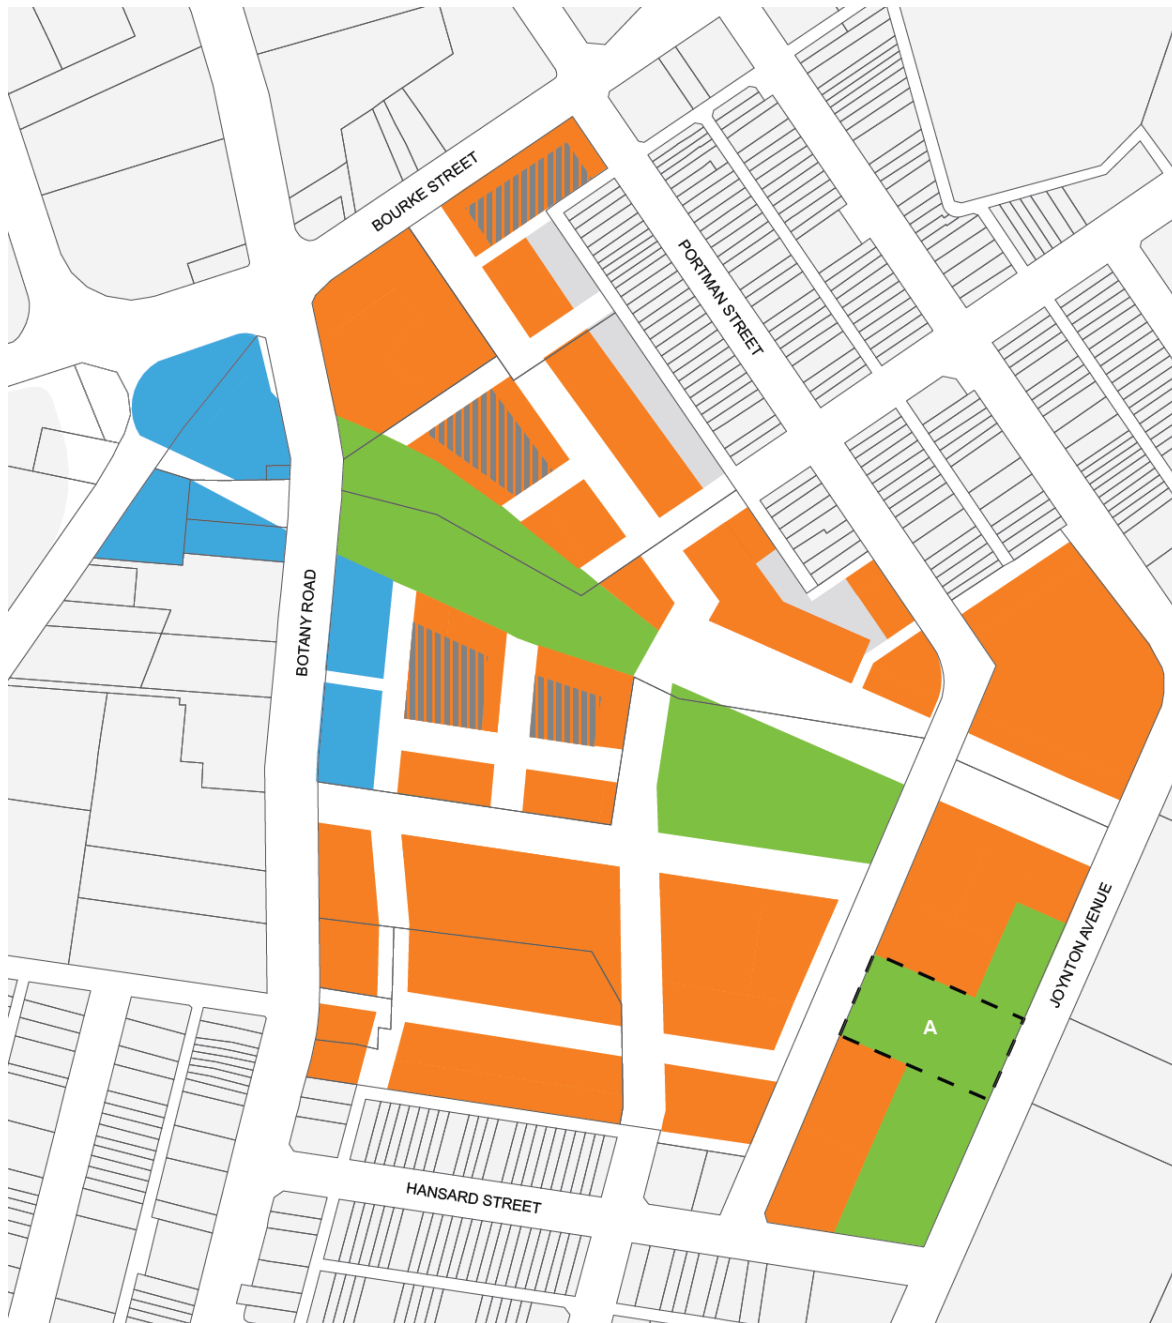 BOURKE STREET
PORTMAN STREET
BOTANY ROAD
JOYNTON AVENUE
A
HANSARD STREET